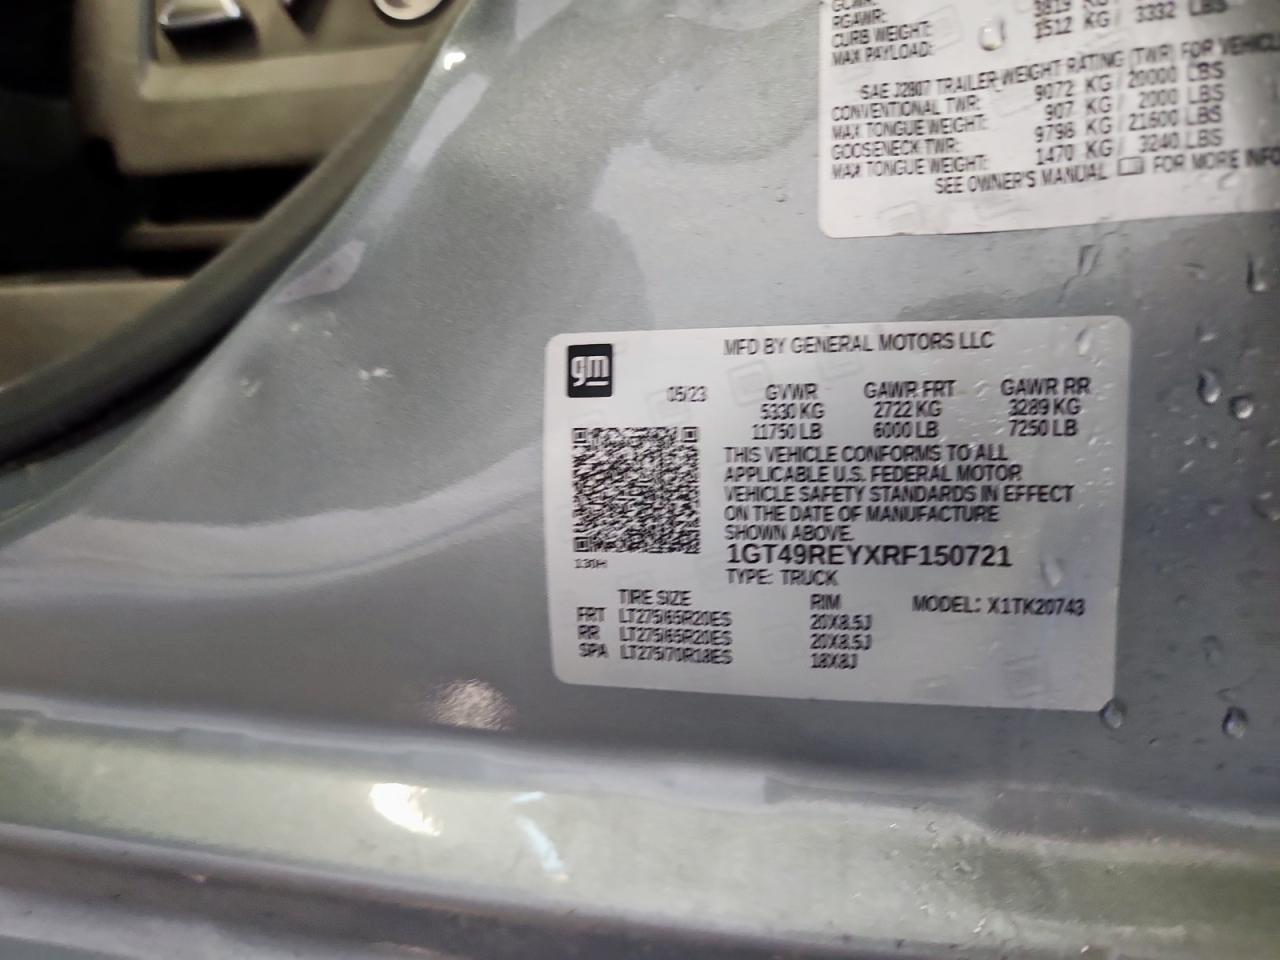 RGAWR:
CURB WEIGHT: 3819
MAX PAYLOAD: 1512 KG / 3332 LBS
SAE J2807 TRAILER WEIGHT RATING (TWR) FOR
CONVENTIONAL TWR: 9072 KG / 20000 LBS
MAX TONGUE WEIGHT: 907 KG / 2000 LBS
GOOSENECK TWR: 9798 KG / 21600 LBS
MAX TONGUE WEIGHT: 1470 KG / 3240 LBS
SEE OWNER'S MANUAL FOR MORE INFO
gm
MFD BY GENERAL MOTORS LLC
05/23 GVWR GAWR FRT GAWR RR
5330 KG 2722 KG 3289 KG
11750 LB 6000 LB 7250 LB
THIS VEHICLE CONFORMS TO ALL
APPLICABLE U.S. FEDERAL MOTOR
VEHICLE SAFETY STANDARDS IN EFFECT
ON THE DATE OF MANUFACTURE
SHOWN ABOVE.
130H
1GT49REYXRF150721
TYPE: TRUCK
TIRE SIZE RIM MODEL: X1TK20743
FRT LT275/65R20ES 20X8.5J
RR LT275/65R20ES 20X8.5J
SPA LT275/70R18ES 18X8J